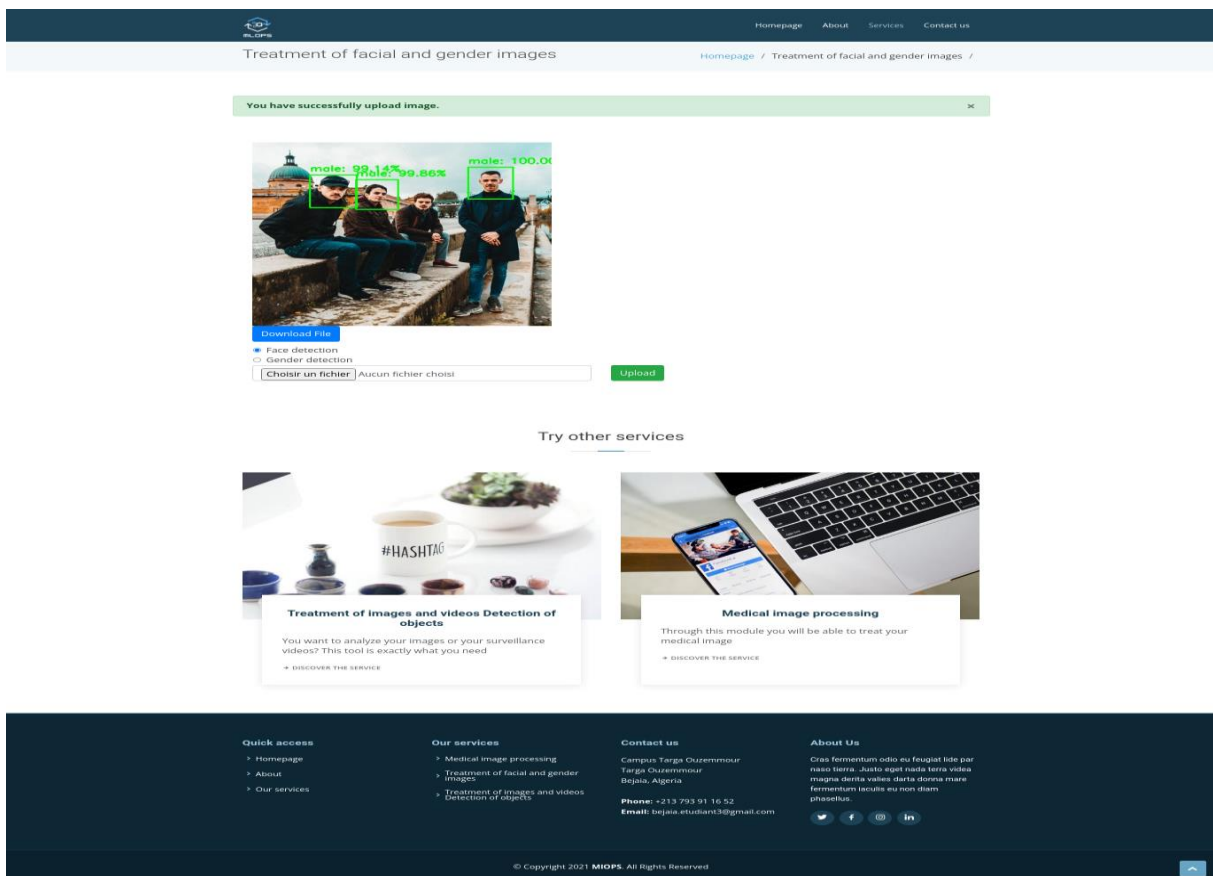 MLOPS
Homepage About Services Contact us
Treatment of facial and gender images
Homepage / Treatment of facial and gender images /
You have successfully upload image. ×
male: 99.14%
male: 99.86%
male: 100.0
Download File
Face detection
Gender detection
Choisir un fichier Aucun fichier choisi
Upload
Try other services
#HASHTAG
Treatment of images and videos Detection of
objects
You want to analyze your images or your surveillance
videos? This tool is exactly what you need
→ DISCOVER THE SERVICE
Medical image processing
Through this module you will be able to treat your
medical image
→ DISCOVER THE SERVICE
Quick access
> Homepage
> About
> Our services
Our services
> Medical image processing
> Treatment of facial and gender
images
> Treatment of images and videos
Detection of objects
Contact us
Campus Targa Ouzemmour
Targa Ouzemmour
Bejaia, Algeria
Phone: +213 793 91 16 52
Email: bejaia.etudiant3@gmail.com
About Us
Cras fermentum odio eu feugiat lide par
naso tierra. Justo eget nada terra videa
magna derita valies darta donna mare
fermentum iaculis eu non diam
phasellus.
© Copyright 2021 MIOPS. All Rights Reserved